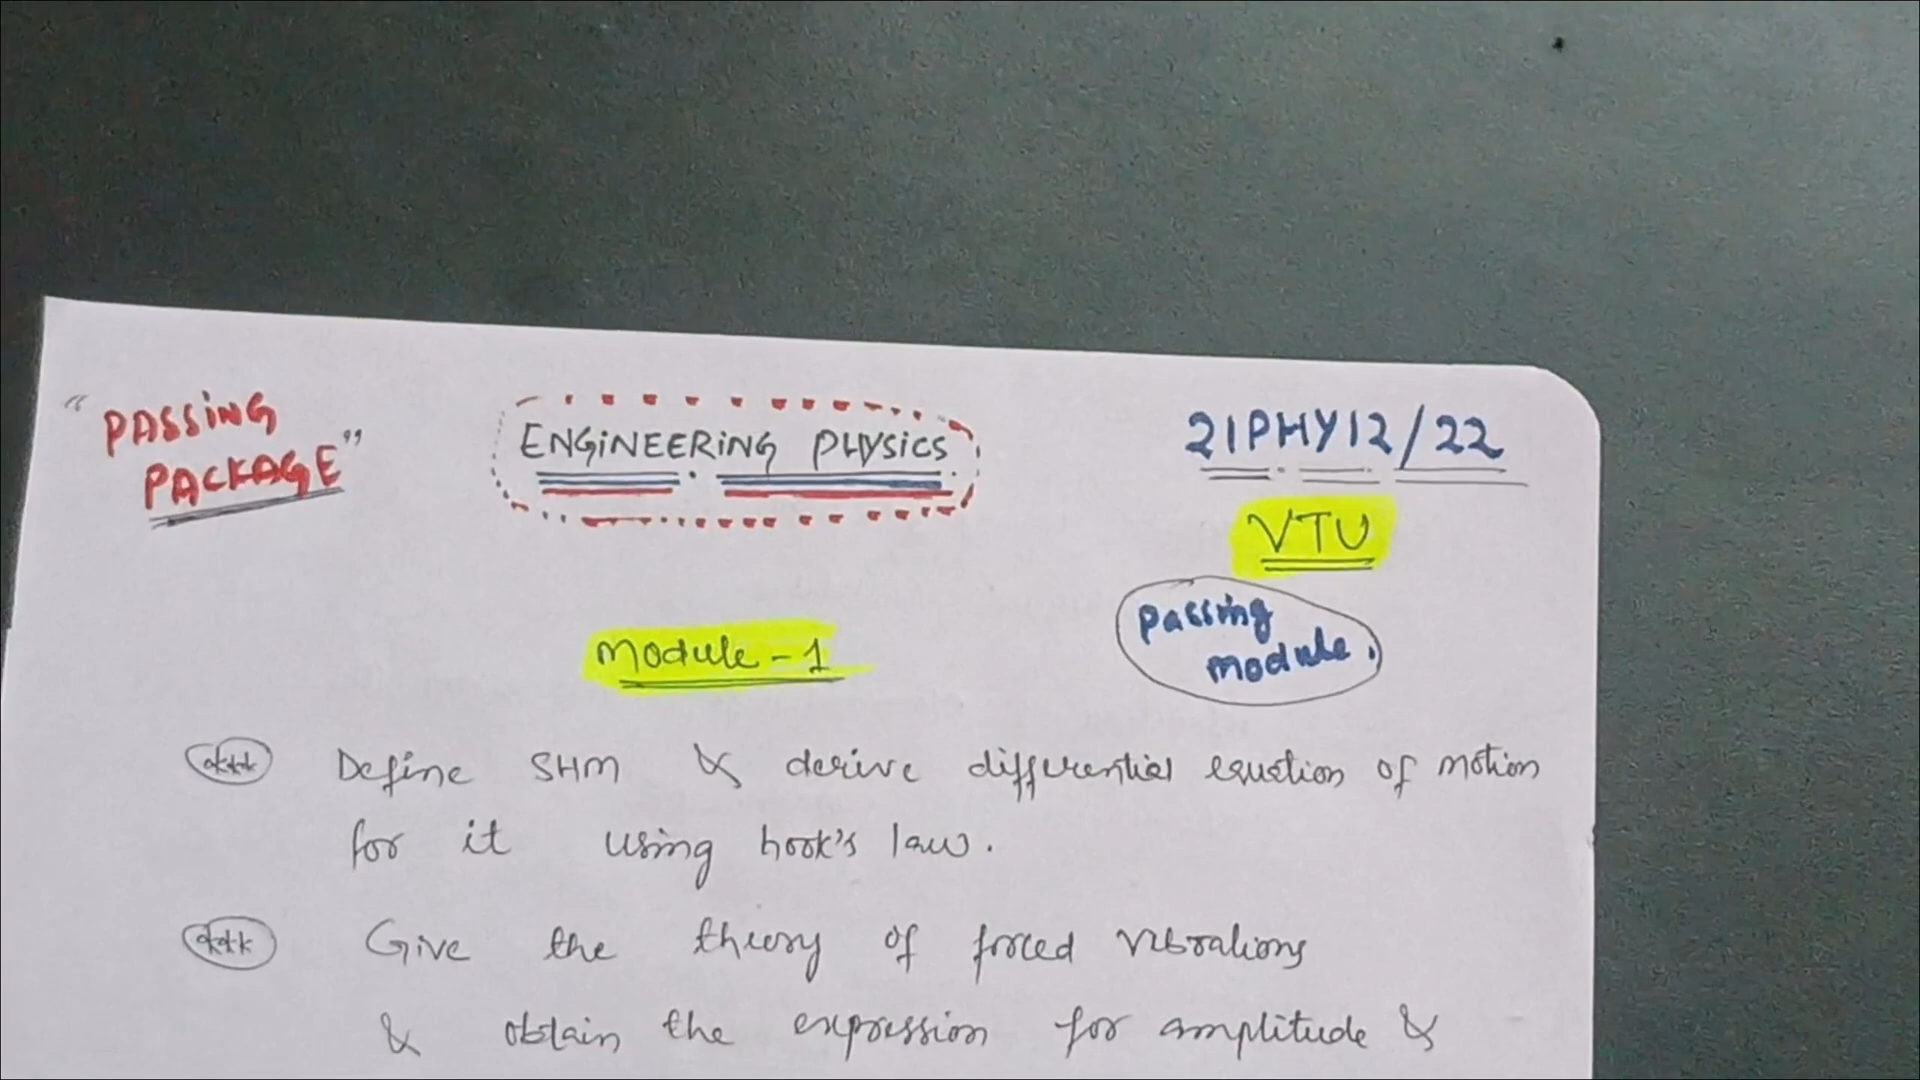 "PASSING
PACKAGE"
ENGINEERING PHYSICS
21PHY12/22
VTU
passing
module.
Module-1
*** Define SHM & derive differential equation of motion
for it using hook's law.
*** Give the theory of forced vibrations
& obtain the expression for amplitude &